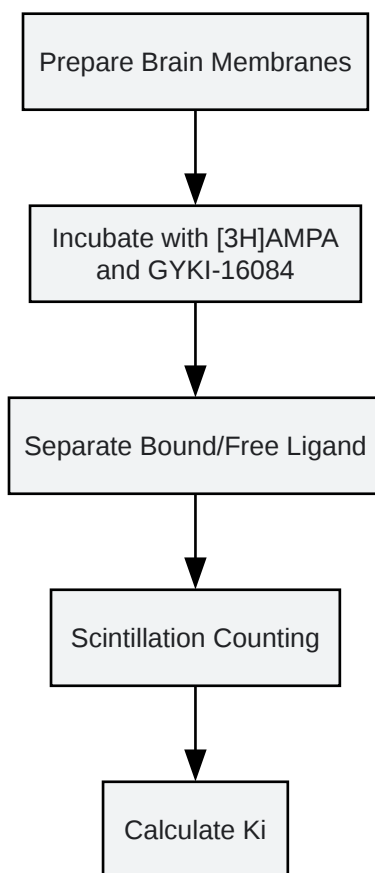 Prepare Brain Membranes
Incubate with [3H]AMPA
and GYKI-16084
Separate Bound/Free Ligand
Scintillation Counting
Calculate Ki